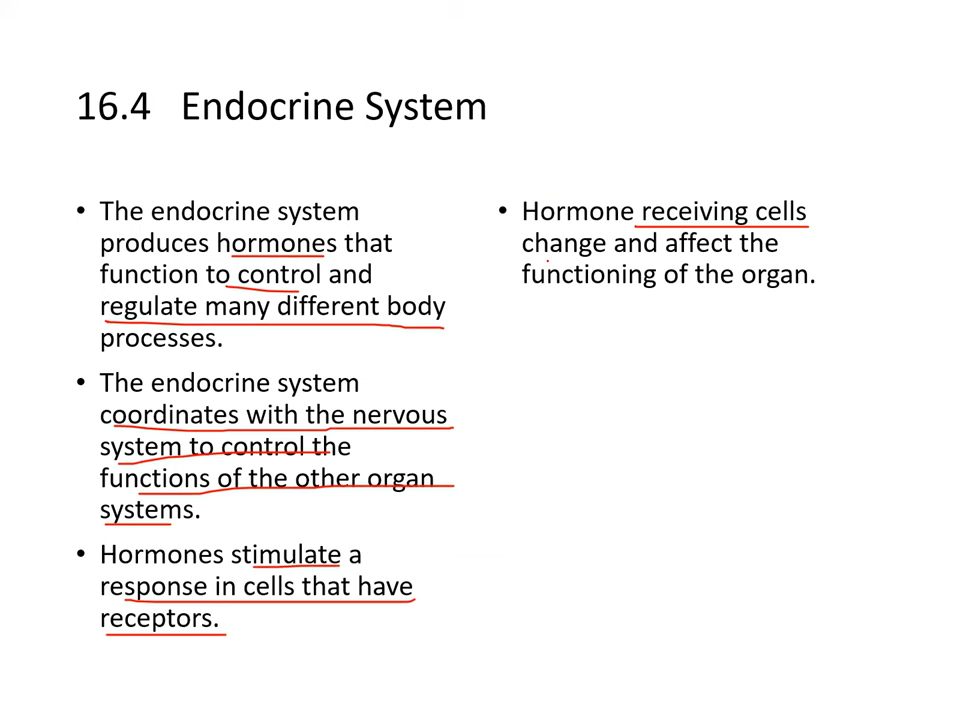 16.4 Endocrine System
• The endocrine system
produces hormones that
function to control and
regulate many different body
processes.
• The endocrine system
coordinates with the nervous
system to control the
functions of the other organ
systems.
• Hormones stimulate a
response in cells that have
receptors.
• Hormone receiving cells
change and affect the
functioning of the organ.